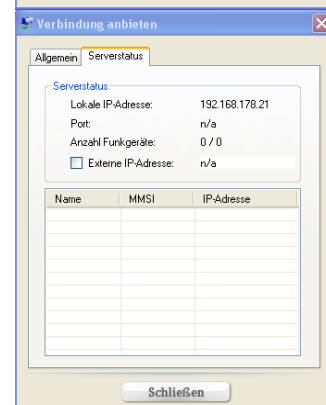 Verbindung anbieten
Allgemein Serverstatus
Serverstatus
Lokale IP-Adresse: 192.168.178.21
Port: n/a
Anzahl Funkgeräte: 0 / 0
Externe IP-Adresse: n/a
Name MMSI IP-Adresse
Schließen